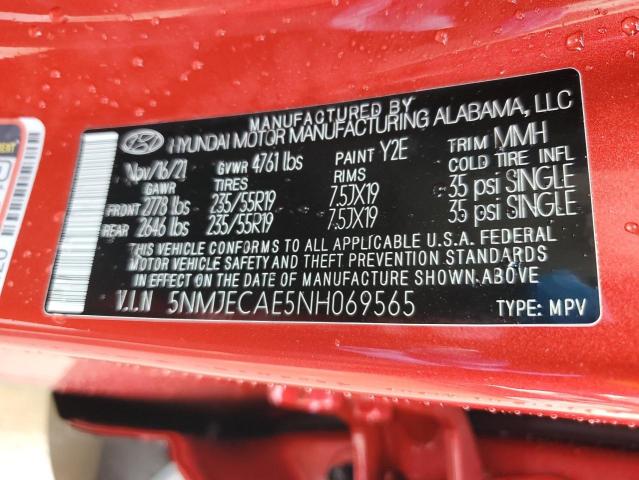 MANUFACTURED BY
HYUNDAI MOTOR MANUFACTURING ALABAMA, LLC
Nov/16/21 GVWR 4761 lbs PAINT Y2E TRIM MMH
GAWR TIRES RIMS COLD TIRE INFL
FRONT 2778 lbs 235/55R19 7.5JX19 35 psi SINGLE
REAR 2646 lbs 235/55R19 7.5JX19 35 psi SINGLE
THIS VEHICLE CONFORMS TO ALL APPLICABLE U.S.A. FEDERAL
MOTOR VEHICLE SAFETY AND THEFT PREVENTION STANDARDS
IN EFFECT ON THE DATE OF MANUFACTURE SHOWN ABOVE.
V.I.N 5NMJECAE5NH069565 TYPE: MPV